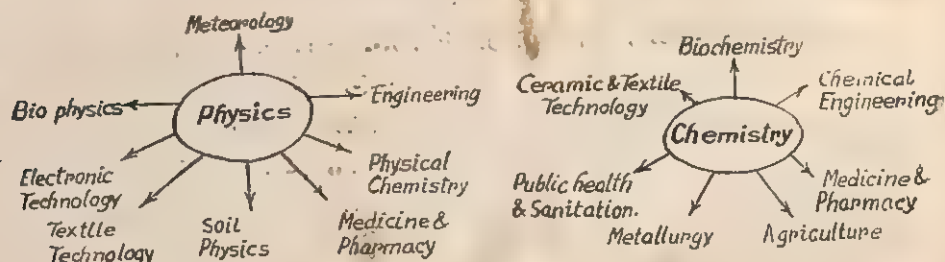 Meteorology
Bio physics
Physics
Engineering
Electronic
Technology
Physical
Chemistry
Textile
Technology
Soil
Physics
Medicine &
Pharmacy
Biochemistry
Ceramic & Textile
Technology
Chemical
Engineering
Chemistry
Public health
& Sanitation.
Medicine &
Pharmacy
Metallurgy
Agriculture